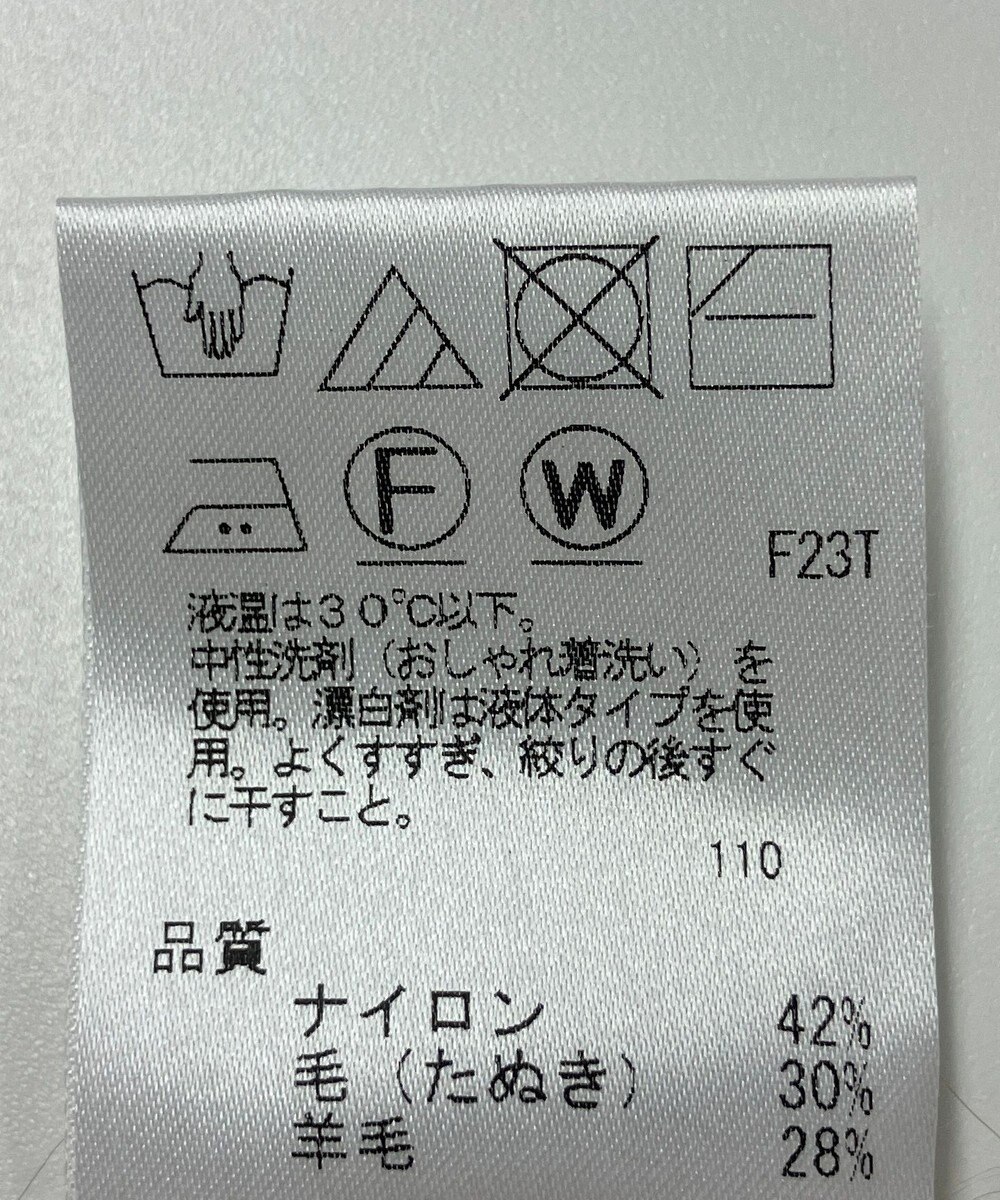 F
W
F23T
液温は30℃以下。
中性洗剤（おしゃれ着洗い）を
使用。漂白剤は液体タイプを使
用。よくすすぎ、絞りの後すぐ
に干すこと。
110
品質
ナイロン 42%
毛（たぬき） 30%
羊毛 28%